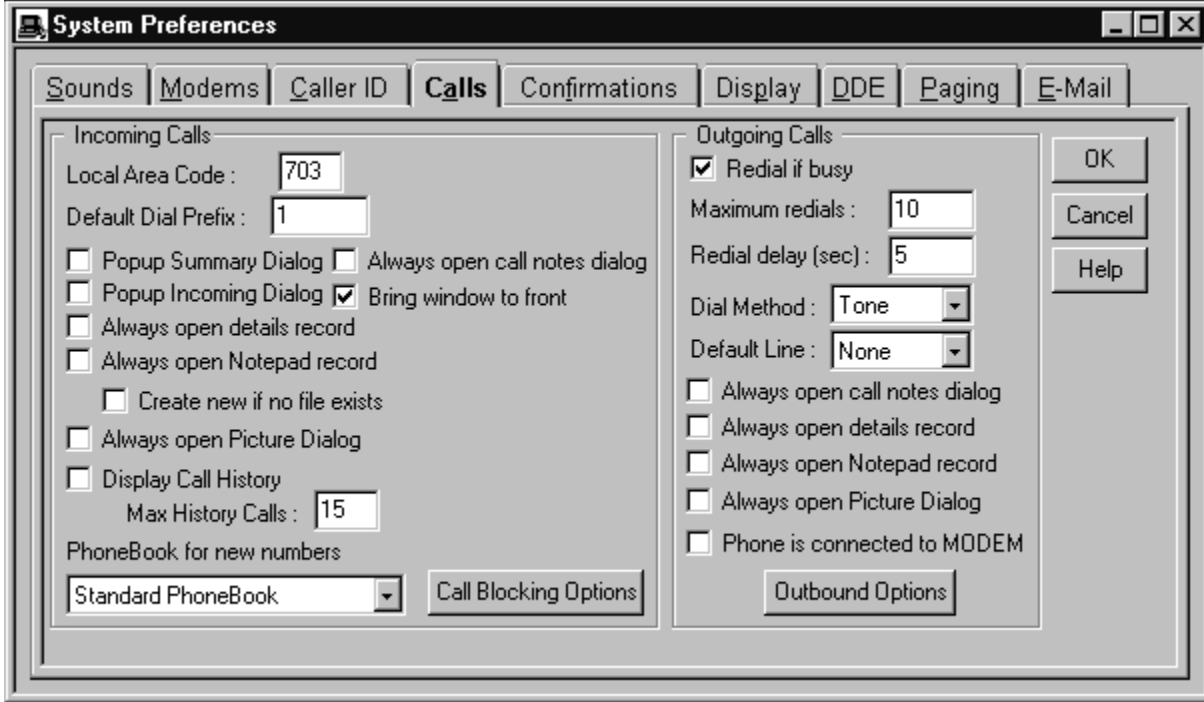 System Preferences
Sounds Modems Caller ID Calls Confirmations Display DDE Paging E-Mail
Incoming Calls
Local Area Code : 703
Default Dial Prefix : 1
Popup Summary Dialog Always open call notes dialog
Popup Incoming Dialog Bring window to front
Always open details record
Always open Notepad record
Create new if no file exists
Always open Picture Dialog
Display Call History
Max History Calls : 15
PhoneBook for new numbers
Standard PhoneBook Call Blocking Options
Outgoing Calls
Redial if busy
Maximum redials : 10
Redial delay (sec) : 5
Dial Method : Tone
Default Line : None
Always open call notes dialog
Always open details record
Always open Notepad record
Always open Picture Dialog
Phone is connected to MODEM
Outbound Options
OK
Cancel
Help